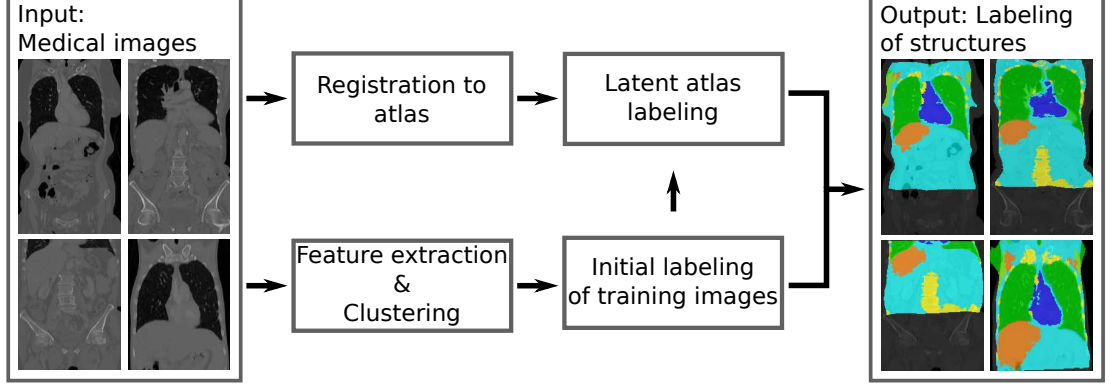 Input:
Medical images
Registration to
atlas
Latent atlas
labeling
Feature extraction
&
Clustering
Initial labeling
of training images
Output: Labeling
of structures